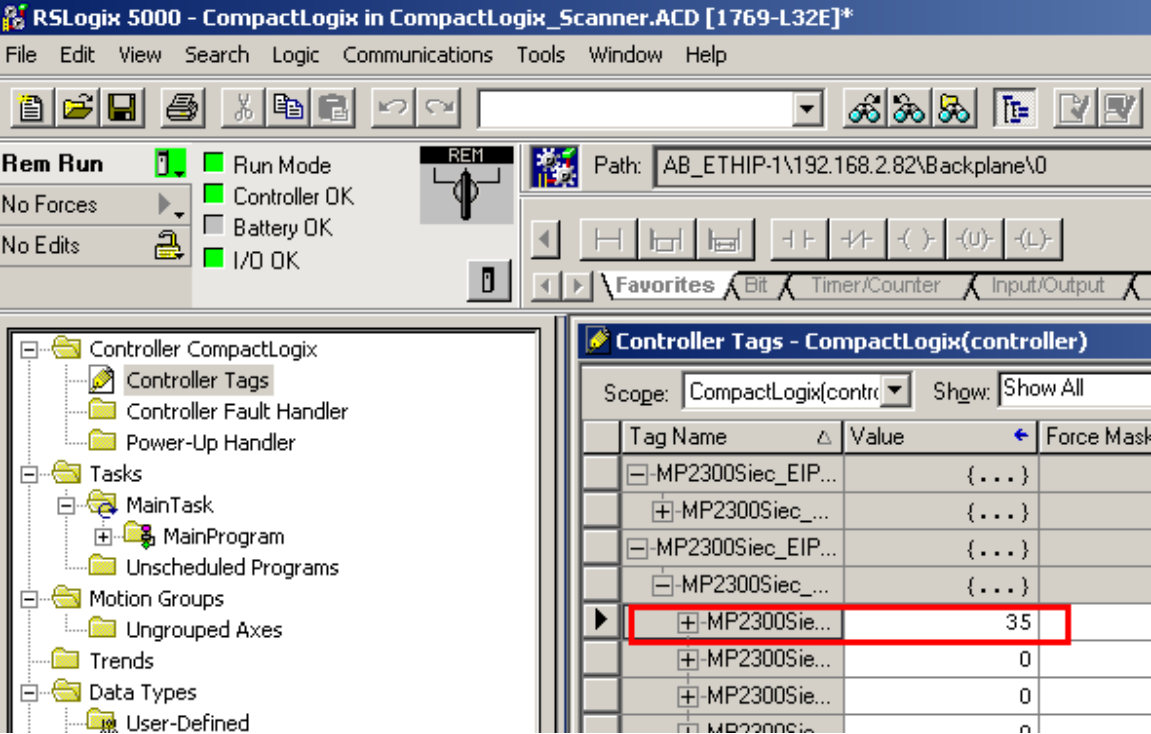 RSLogix 5000 - CompactLogix in CompactLogix_Scanner.ACD [1769-L32E]*
File Edit View Search Logic Communications Tools Window Help
Rem Run
Run Mode
No Forces
Controller OK
Battery OK
No Edits
I/O OK
REM
Path: AB_ETHIP-1\192.168.2.82\Backplane\0
Favorites Bit Timer/Counter Input/Output
Controller CompactLogix
Controller Tags
Controller Fault Handler
Power-Up Handler
Tasks
MainTask
MainProgram
Unscheduled Programs
Motion Groups
Ungrouped Axes
Trends
Data Types
User-Defined
Controller Tags - CompactLogix(controller)
Scope: CompactLogix(contro Show: Show All
Tag Name Value Force Mask
MP2300Siec_EIP... {...}
MP2300Siec_... {...}
MP2300Siec_EIP... {...}
MP2300Siec_... {...}
MP2300Sie... 35
MP2300Sie... 0
MP2300Sie... 0
MP2300Sie... 0